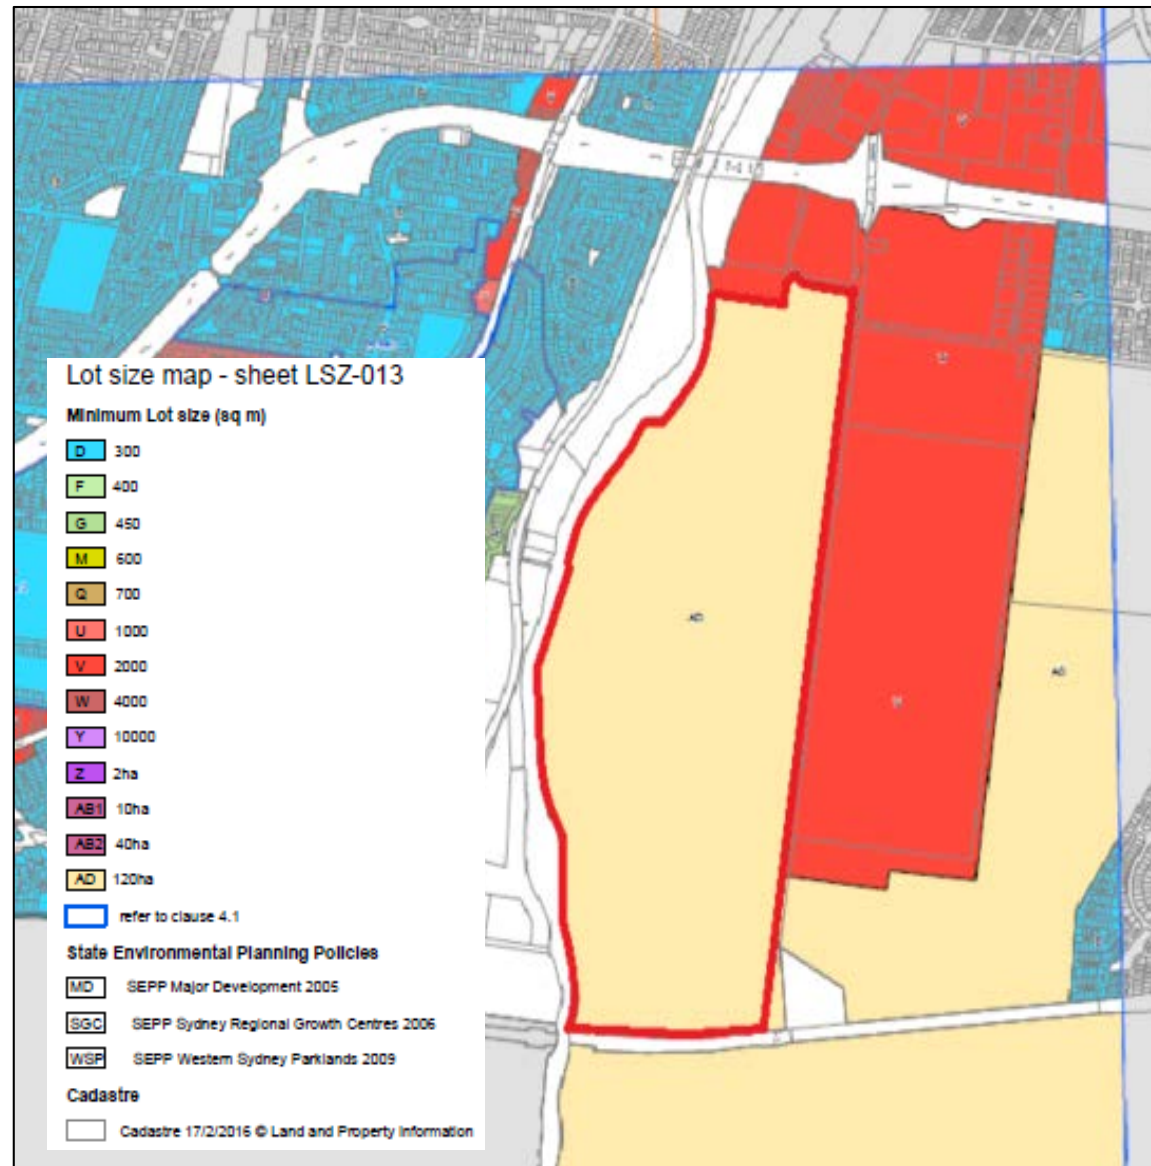 Lot size map - sheet LSZ-013
Minimum Lot size (sq m)
D 300
F 400
G 450
M 600
Q 700
U 1000
V 2000
W 4000
Y 10000
Z 2ha
AB1 10ha
AB2 40ha
AD 120ha
refer to clause 4.1
State Environmental Planning Policies
MD SEPP Major Development 2005
SGC SEPP Sydney Regional Growth Centres 2006
WSP SEPP Western Sydney Parklands 2009
Cadastre
Cadastre 17/2/2016 © Land and Property Information
AD
AD